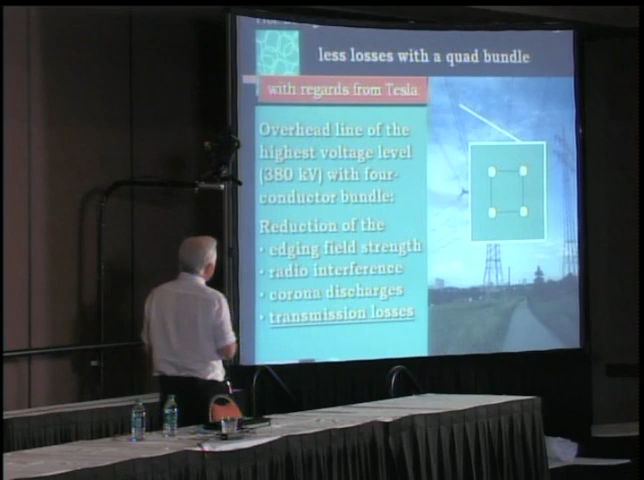 less losses with a quad bundle
with regards from Tesla
Overhead line of the
highest voltage level
(380 kV) with four-
conductor bundle:
Reduction of the
• edging field strength
• radio interference
• corona discharges
• transmission losses